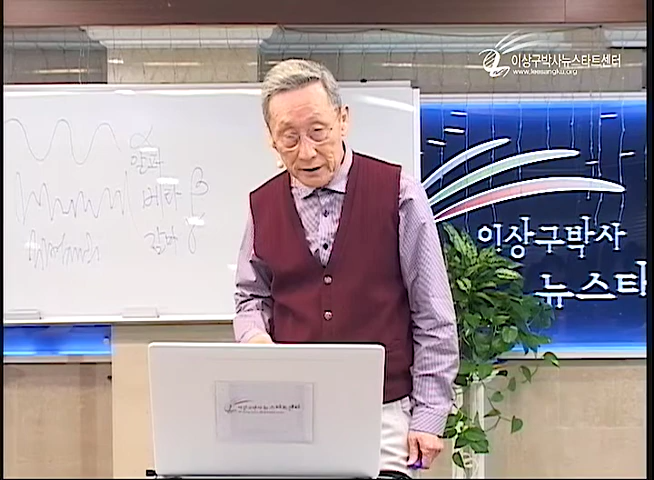 이상구박사뉴스타트센터
www.leesangku.org
α
알파
베타 β
감마 γ
이상구박사
뉴스타